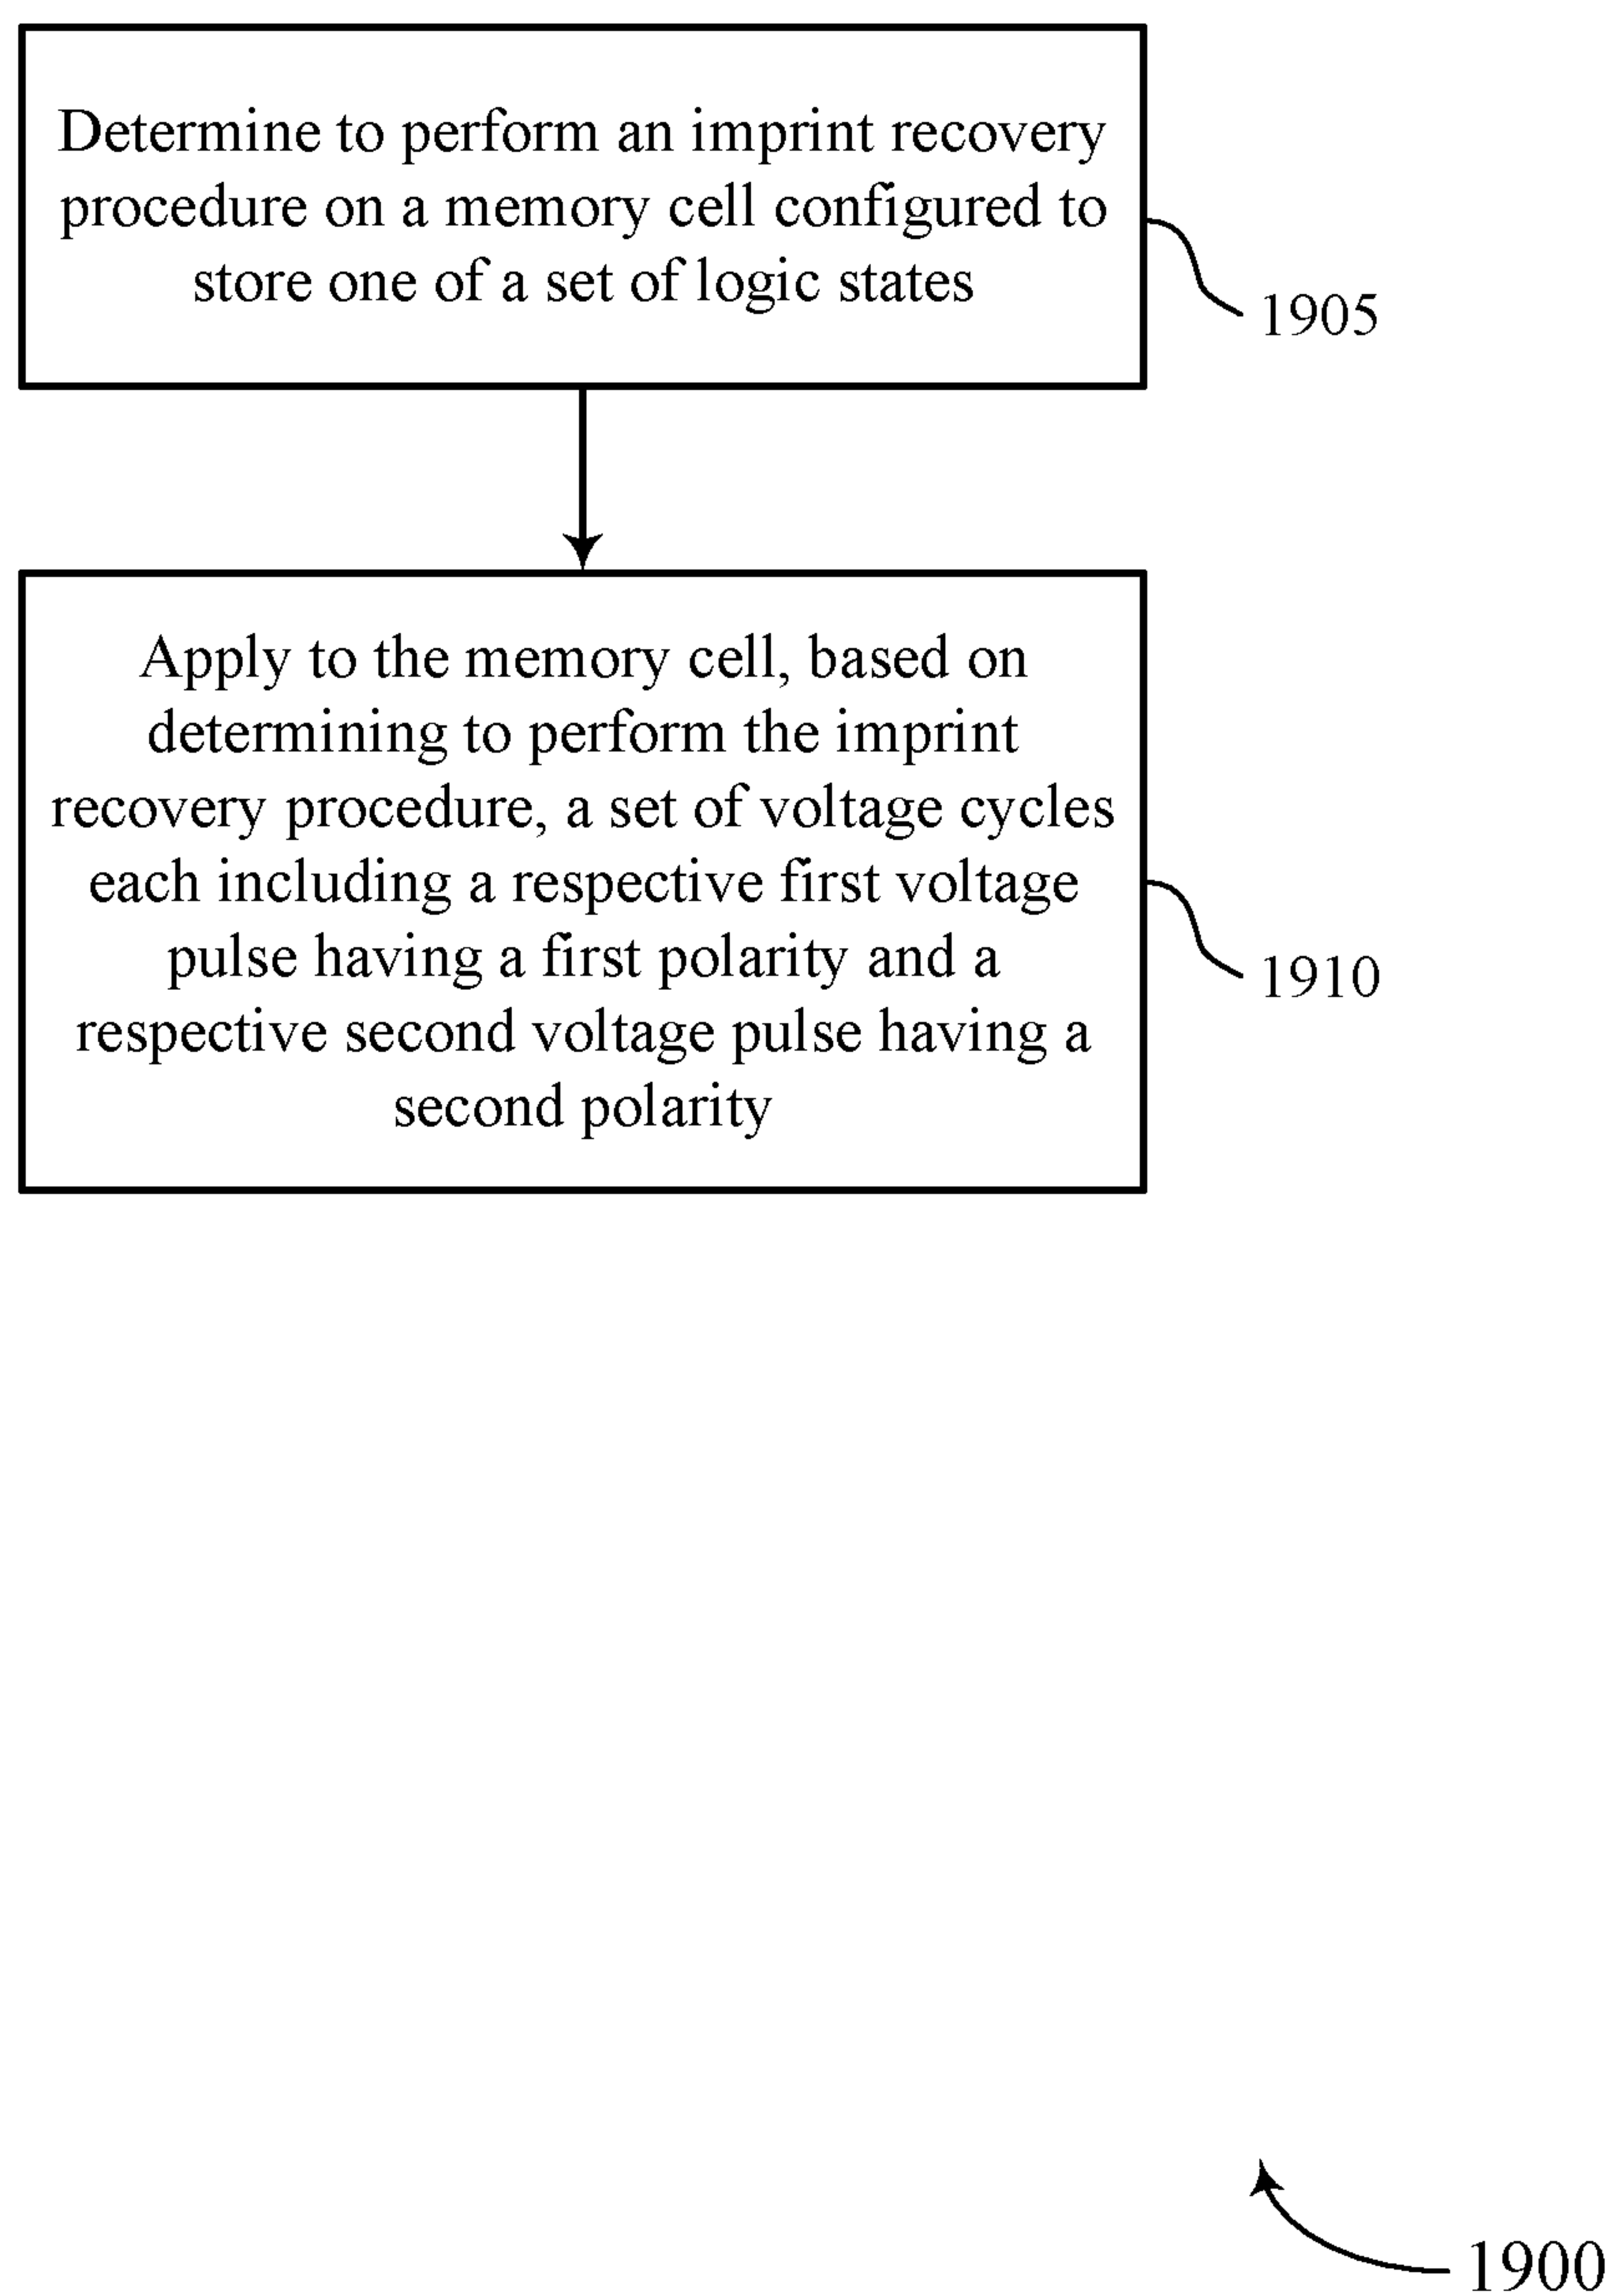 Determine to perform an imprint recovery
procedure on a memory cell configured to
store one of a set of logic states
1905
Apply to the memory cell, based on
determining to perform the imprint
recovery procedure, a set of voltage cycles
each including a respective first voltage
pulse having a first polarity and a
respective second voltage pulse having a
second polarity
1910
1900